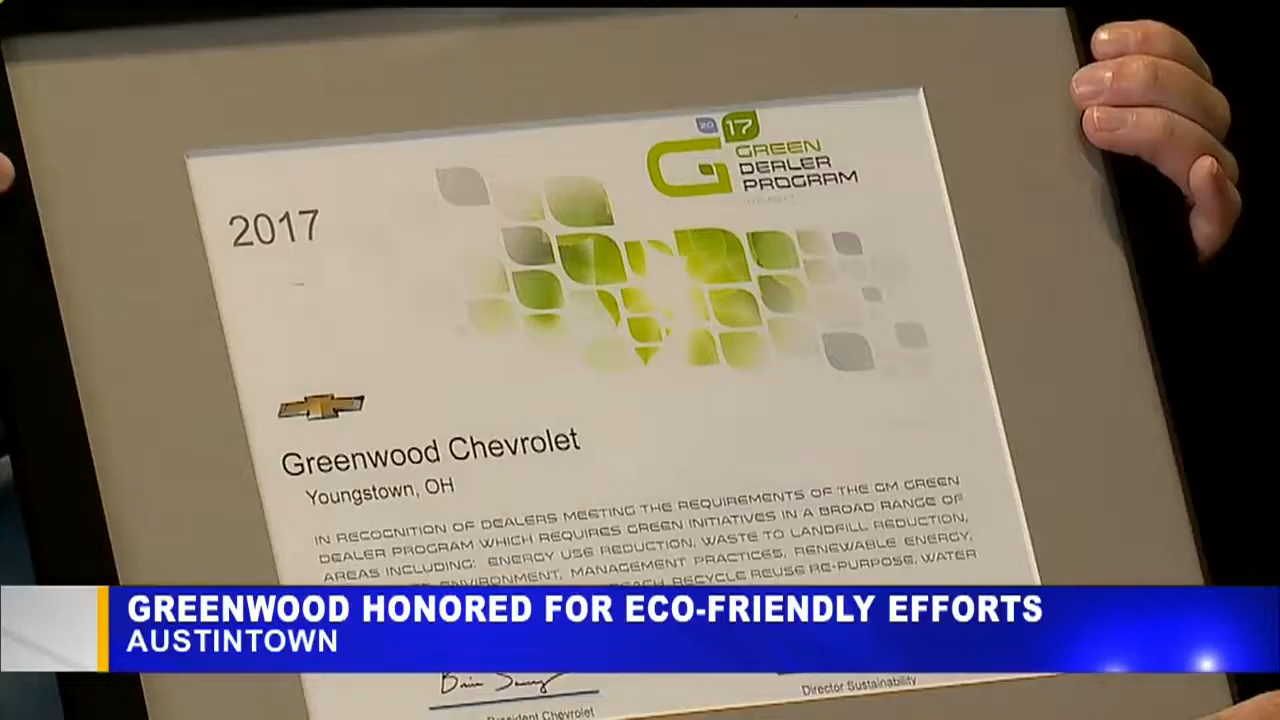 20 17
GREEN
DEALER
PROGRAM
2017
Greenwood Chevrolet
Youngstown, OH
IN RECOGNITION OF DEALERS MEETING THE REQUIREMENTS OF THE GM GREEN
DEALER PROGRAM WHICH REQUIRES GREEN INITIATIVES IN A BROAD RANGE OF
AREAS INCLUDING: ENERGY USE REDUCTION, WASTE TO LANDFILL REDUCTION,
ENVIRONMENT, MANAGEMENT PRACTICES, RENEWABLE ENERGY,
RECYCLE REUSE RE-PURPOSE, WATER
GREENWOOD HONORED FOR ECO-FRIENDLY EFFORTS
AUSTINTOWN
Director Sustainability
President Chevrolet